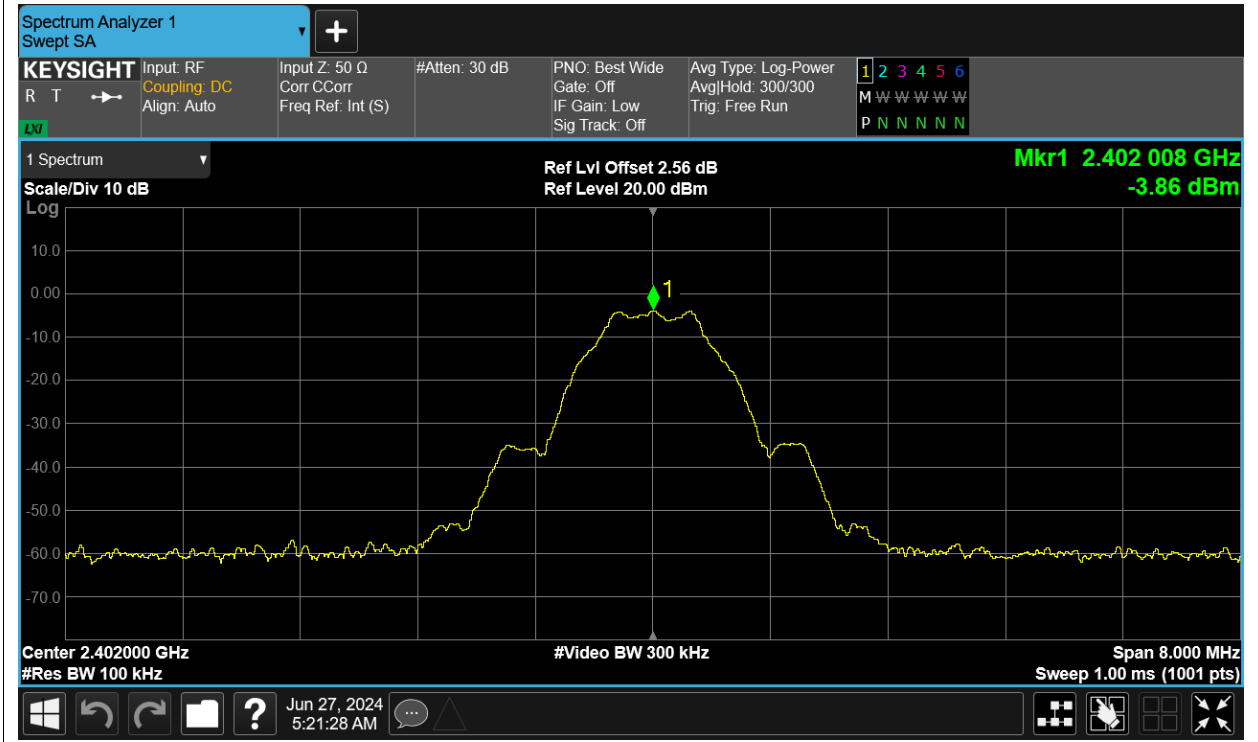 Spectrum Analyzer 1
Swept SA
+
KEYSIGHT
R T
LXI
Input: RF
Coupling: DC
Align: Auto
Input Z: 50 Ω
Corr CCorr
Freq Ref: Int (S)
#Atten: 30 dB
PNO: Best Wide
Gate: Off
IF Gain: Low
Sig Track: Off
Avg Type: Log-Power
Avg|Hold: 300/300
Trig: Free Run
1 2 3 4 5 6
M W W W W W
P N N N N N
1 Spectrum
Scale/Div 10 dB
Log
Ref Lvl Offset 2.56 dB
Ref Level 20.00 dBm
Mkr1 2.402 008 GHz
-3.86 dBm
10.0
0.00
1
-10.0
-20.0
-30.0
-40.0
-50.0
-60.0
-70.0
Center 2.402000 GHz
#Video BW 300 kHz
Span 8.000 MHz
#Res BW 100 kHz
Sweep 1.00 ms (1001 pts)
?
Jun 27, 2024
5:21:28 AM